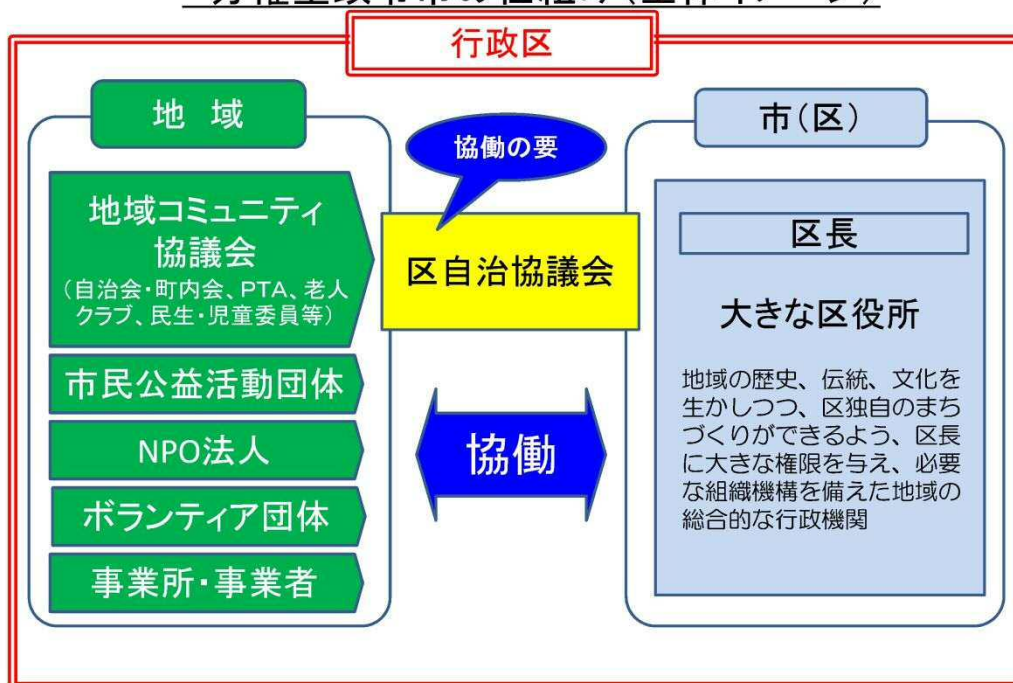 行政区
地 域
地域コミュニティ
協議会
(自治会・町内会、PTA、老人
クラブ、民生・児童委員等)
市民公益活動団体
NPO法人
ボランティア団体
事業所・事業者
協働の要
区自治協議会
協働
市(区)
区長
大きな区役所
地域の歴史、伝統、文化を
生かしつつ、区独自のまち
づくりができるよう、区長
に大きな権限を与え、必要
な組織機構を備えた地域の
総合的な行政機関